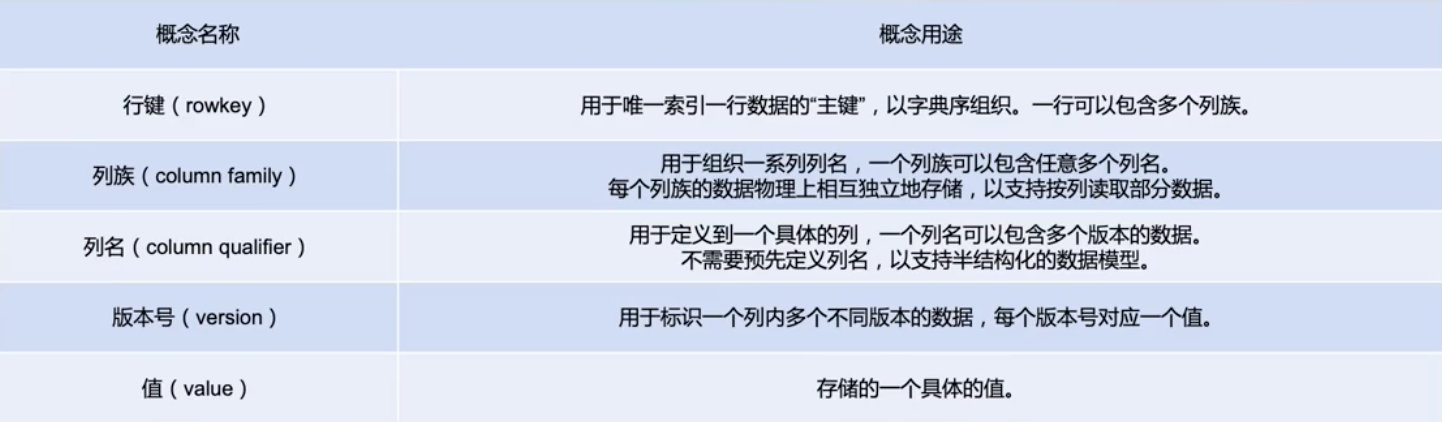 概念名称
概念用途
行键（rowkey）
用于唯一索引一行数据的“主键”，以字典序组织。一行可以包含多个列族。
列族（column family）
用于组织一系列列名，一个列族可以包含任意多个列名。
每个列族的数据物理上相互独立地存储，以支持按列读取部分数据。
列名（column qualifier）
用于定义到一个具体的列，一个列名可以包含多个版本的数据。
不需要预先定义列名，以支持半结构化的数据模型。
版本号（version）
用于标识一个列内多个不同版本的数据，每个版本号对应一个值。
值（value）
存储的一个具体的值。